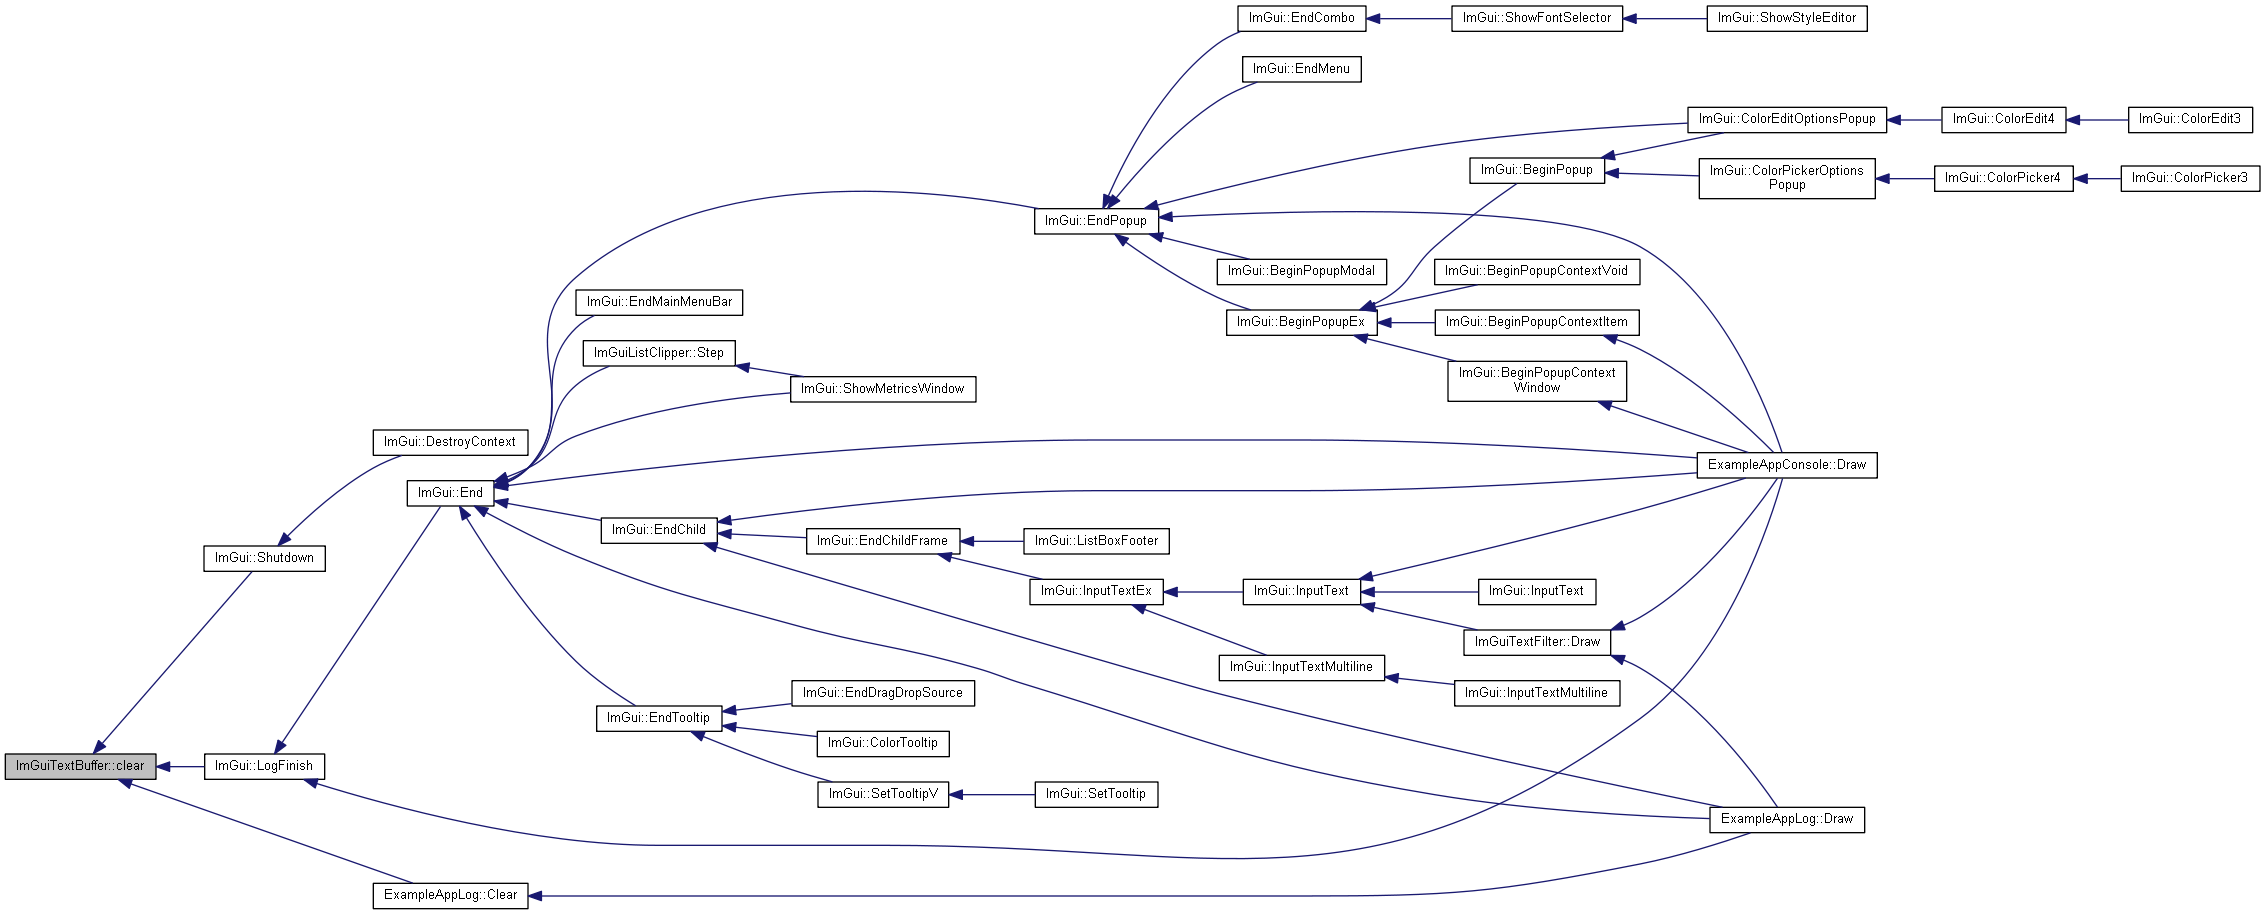 ImGui::EndCombo
ImGui::ShowFontSelector
ImGui::ShowStyleEditor
ImGui::EndMenu
ImGui::ColorEditOptionsPopup
ImGui::ColorEdit4
ImGui::ColorEdit3
ImGui::BeginPopup
ImGui::ColorPickerOptions
Popup
ImGui::ColorPicker4
ImGui::ColorPicker3
ImGui::EndPopup
ImGui::BeginPopupModal
ImGui::BeginPopupContextVoid
ImGui::EndMainMenuBar
ImGui::BeginPopupEx
ImGui::BeginPopupContextItem
ImGuiListClipper::Step
ImGui::ShowMetricsWindow
ImGui::BeginPopupContext
Window
ImGui::DestroyContext
ExampleAppConsole::Draw
ImGui::End
ImGui::EndChild
ImGui::EndChildFrame
ImGui::ListBoxFooter
ImGui::Shutdown
ImGui::InputTextEx
ImGui::InputText
ImGui::InputText
ImGuiTextFilter::Draw
ImGui::InputTextMultiline
ImGui::InputTextMultiline
ImGui::EndDragDropSource
ImGui::EndTooltip
ImGui::ColorTooltip
ImGuiTextBuffer::clear
ImGui::LogFinish
ImGui::SetTooltipV
ImGui::SetTooltip
ExampleAppLog::Draw
ExampleAppLog::Clear